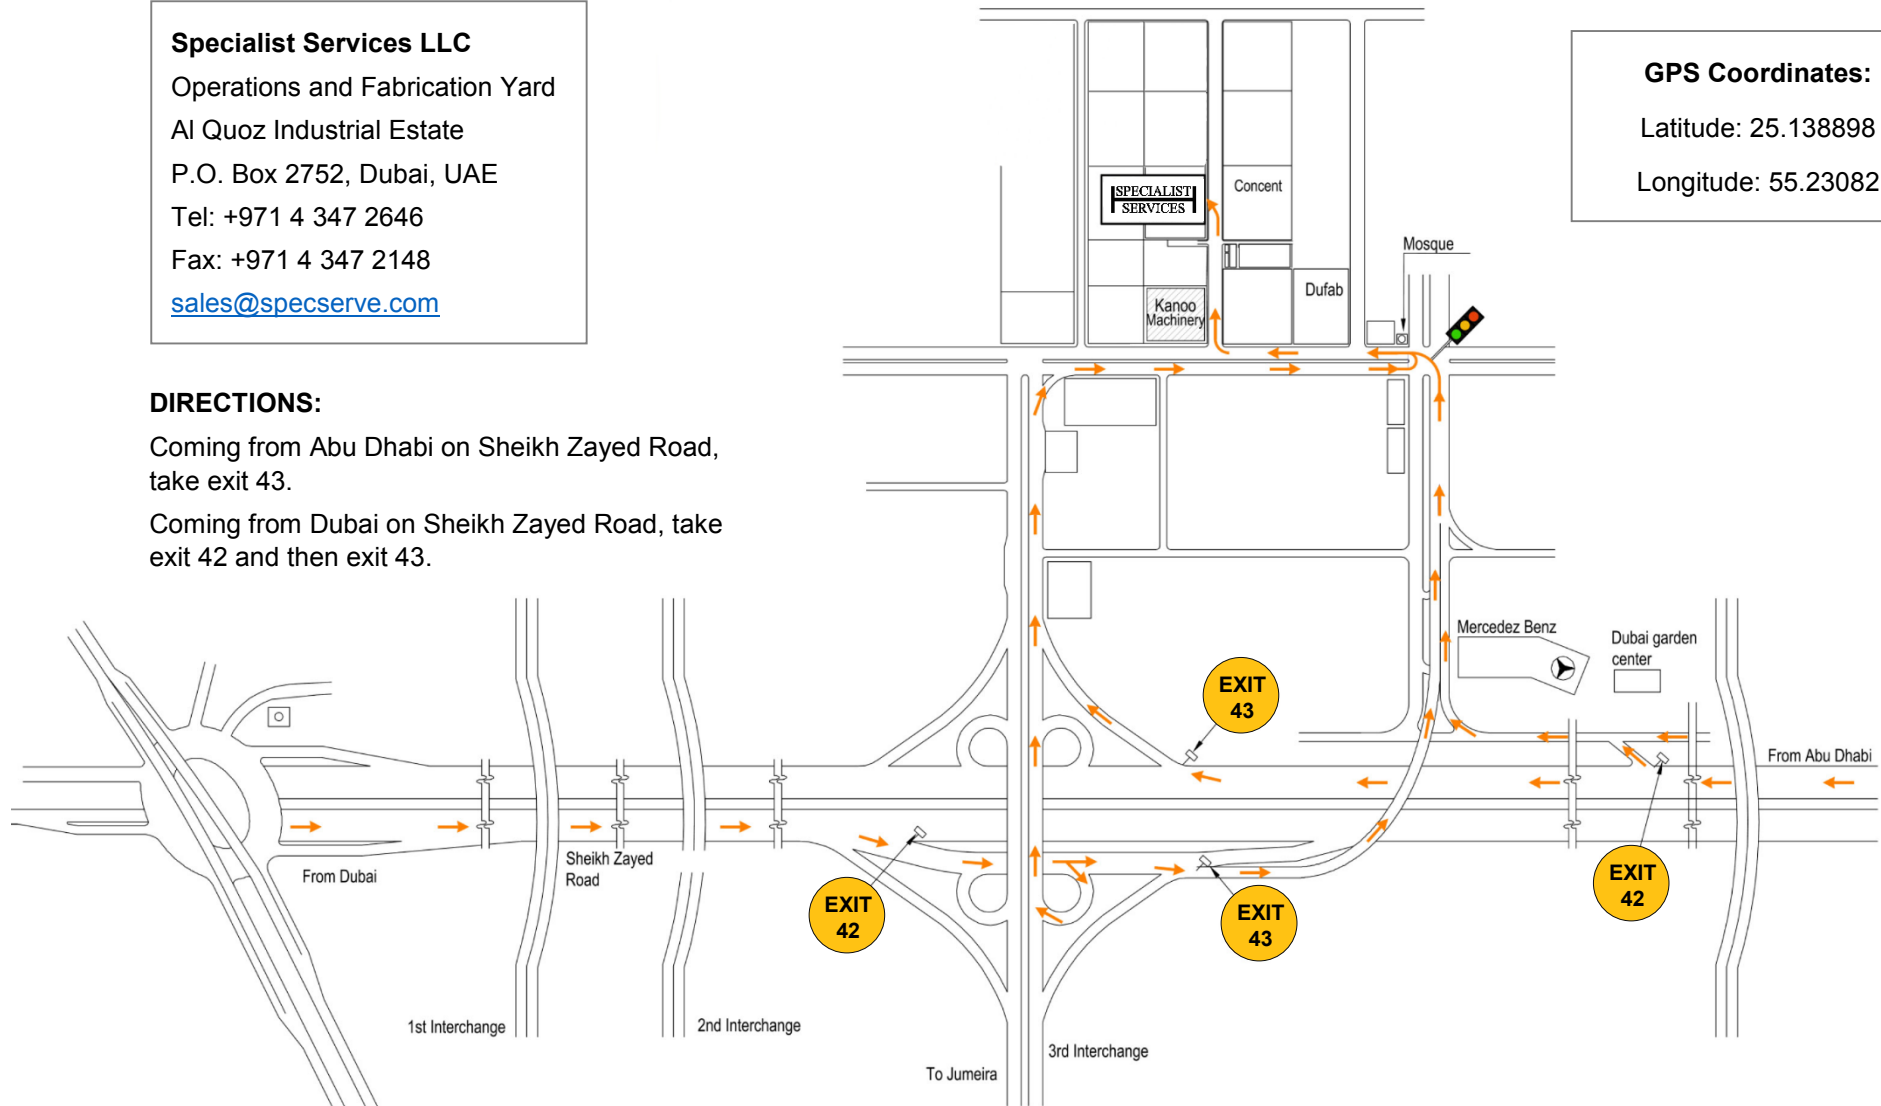 Specialist Services LLC
Operations and Fabrication Yard
Al Quoz Industrial Estate
P.O. Box 2752, Dubai, UAE
Tel: +971 4 347 2646
Fax: +971 4 347 2148
sales@specserve.com
GPS Coordinates:
Latitude: 25.138898
Longitude: 55.23082
DIRECTIONS:
Coming from Abu Dhabi on Sheikh Zayed Road,
take exit 43.
Coming from Dubai on Sheikh Zayed Road, take
exit 42 and then exit 43.
SPECIALIST
SERVICES
Concent
Mosque
Dufab
Kanoo
Machinery
Mercedez Benz
Dubai garden
center
EXIT
43
From Abu Dhabi
Sheikh Zayed
Road
From Dubai
EXIT
42
EXIT
43
EXIT
42
1st Interchange
2nd Interchange
3rd Interchange
To Jumeira